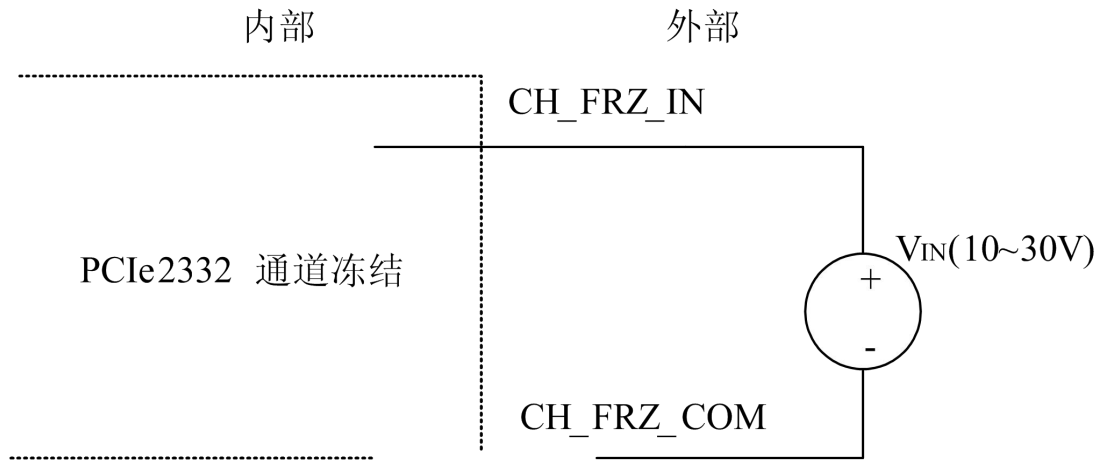 内部 外部
CH_FRZ_IN
VIN(10~30V)
PCIe2332 通道冻结
+
-
CH_FRZ_COM